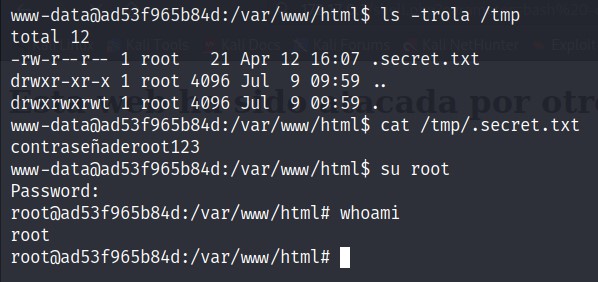 www-data@ad53f965b84d:/var/www/html$ ls -trola /tmp
total 12
-rw-r--r-- 1 root   21 Apr 12 16:07 .secret.txt
drwxr-xr-x 1 root 4096 Jul  9 09:59 ..
drwxrwxrwt 1 root 4096 Jul  9 09:59 .
www-data@ad53f965b84d:/var/www/html$ cat /tmp/.secret.txt
contraseñaderoot123
www-data@ad53f965b84d:/var/www/html$ su root
Password:
root@ad53f965b84d:/var/www/html# whoami
root
root@ad53f965b84d:/var/www/html#